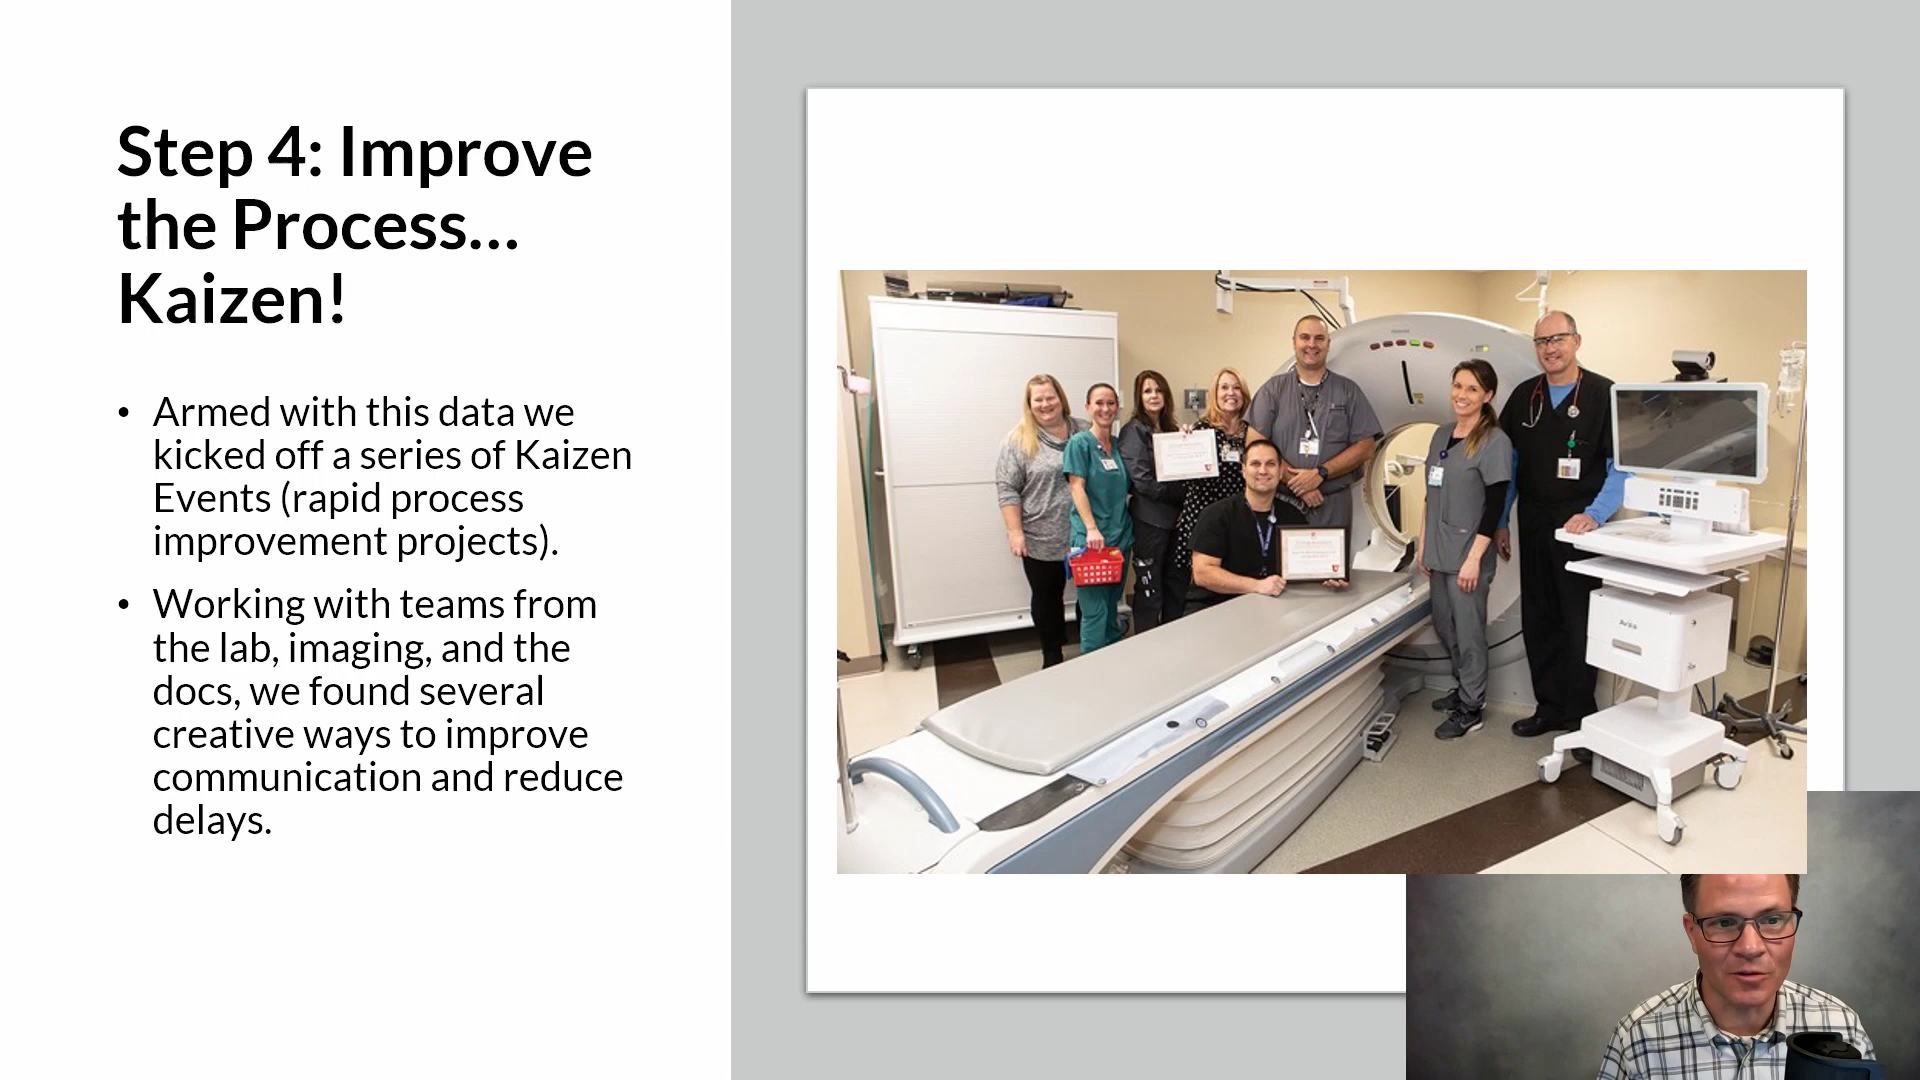 Step 4: Improve
the Process…
Kaizen!
• Armed with this data we
kicked off a series of Kaizen
Events (rapid process
improvement projects).
• Working with teams from
the lab, imaging, and the
docs, we found several
creative ways to improve
communication and reduce
delays.